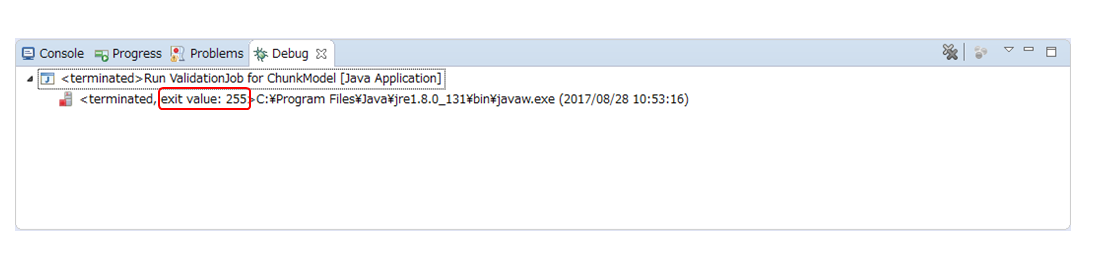 Console Progress Problems Debug
<terminated>Run ValidationJob for ChunkModel [Java Application]
<terminated, exit value: 255>C:¥Program Files¥Java¥jre1.8.0_131¥bin¥javaw.exe (2017/08/28 10:53:16)